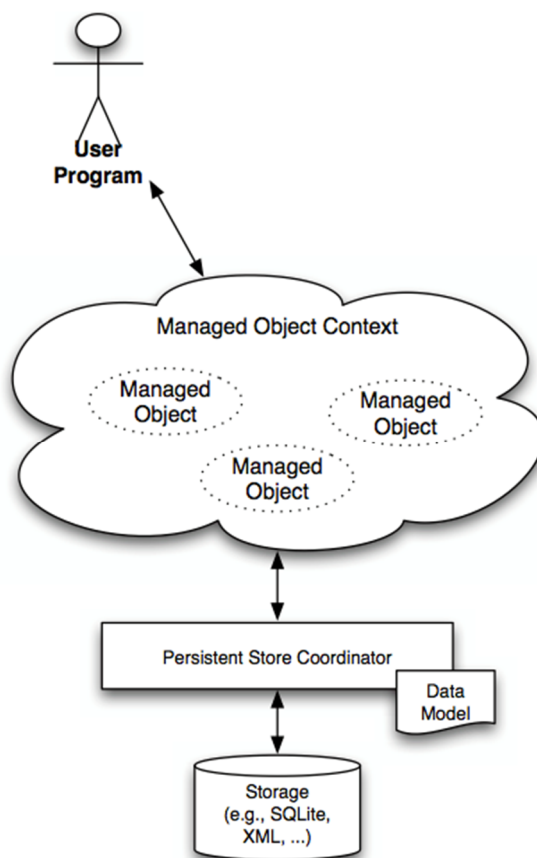 User
Program
Managed Object Context
Managed
Object
Managed
Object
Managed
Object
Persistent Store Coordinator
Data
Model
Storage
(e.g., SQLite,
XML, ...)